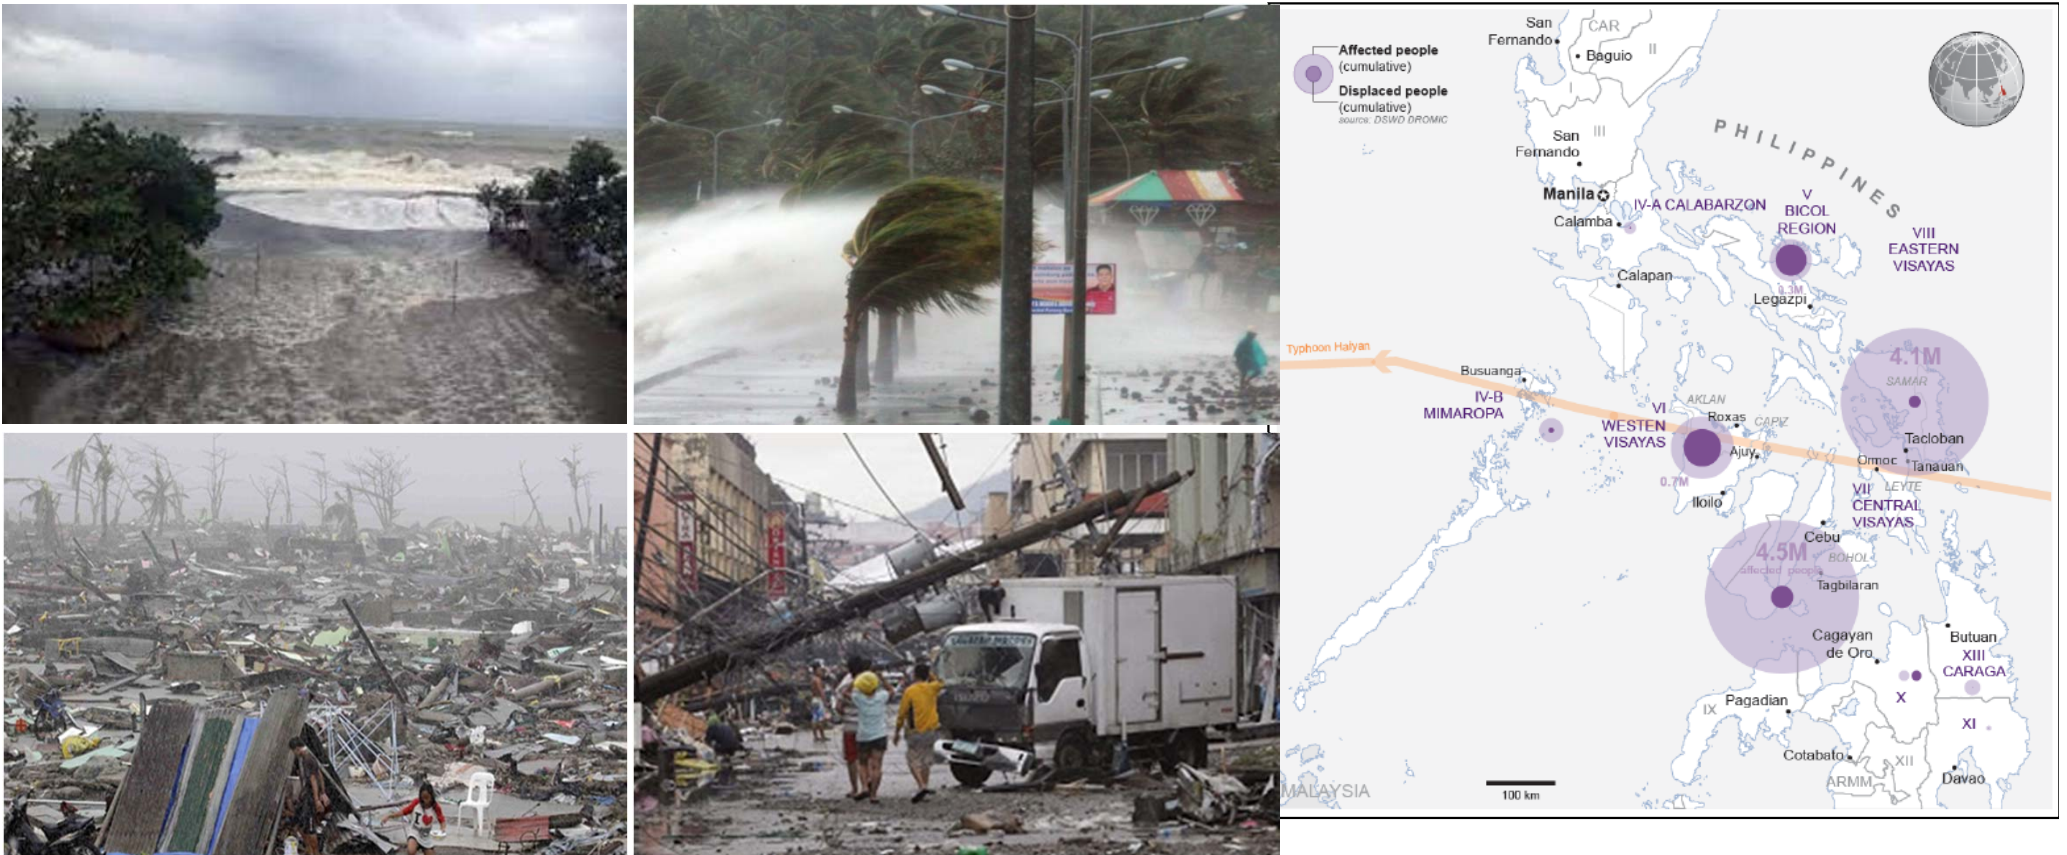 Affected people
(cumulative)
Displaced people
(cumulative)
source: DSWD DROMIC
San
Fernando
CAR
II
Baguio
I
III
San
Fernando
PHILIPPINES
Manila
IV-A CALABARZON
V
BICOL
REGION
Calamba
VIII
EASTERN
VISAYAS
Calapan
0.3M
Legazpi
Typhoon Haiyan
4.1M
SAMAR
Busuanga
IV-B
MIMAROPA
AKLAN
VI
WESTEN
VISAYAS
Roxas
CAPIZ
Ajuy
Tacloban
Ormoc
Tanauan
0.7M
LEYTE
Iloilo
VII
CENTRAL
VISAYAS
Cebu
4.5M
affected people
BOHOL
Tagbilaran
Cagayan
de Oro
Butuan
XIII
CARAGA
X
IX
Pagadian
XI
Cotabato
XII
ARMM
Davao
MALAYSIA
100 km
I